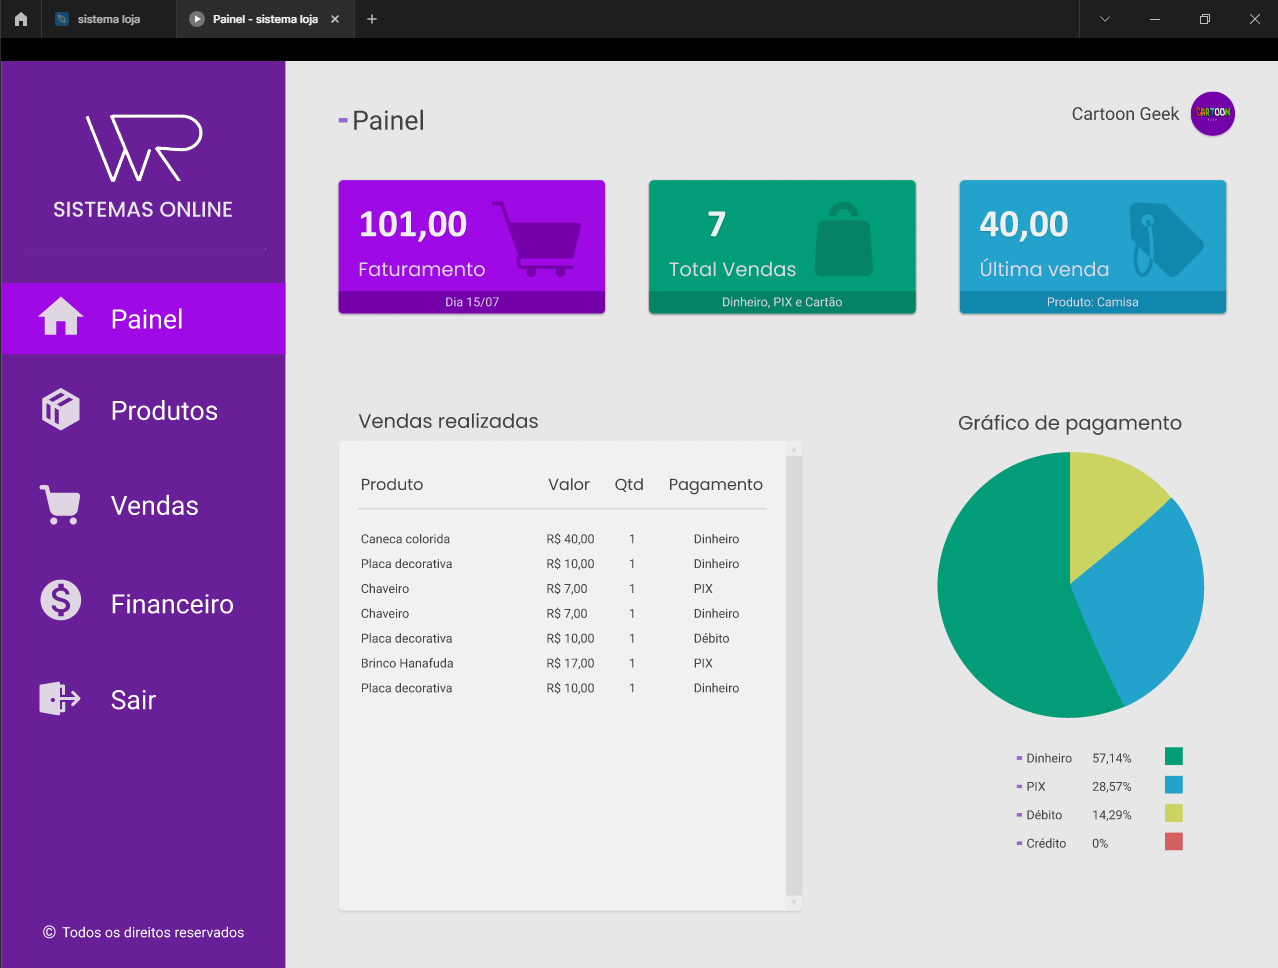 sistema loja
Painel - sistema loja
WR
SISTEMAS ONLINE
Painel
Produtos
Vendas
Financeiro
Sair
© Todos os direitos reservados
Painel
Cartoon Geek
CARTOON
101,00
Faturamento
Dia 15/07
7
Total Vendas
Dinheiro, PIX e Cartão
40,00
Última venda
Produto: Camisa
Vendas realizadas
Produto Valor Qtd Pagamento
Caneca colorida R$ 40,00 1 Dinheiro
Placa decorativa R$ 10,00 1 Dinheiro
Chaveiro R$ 7,00 1 PIX
Chaveiro R$ 7,00 1 Dinheiro
Placa decorativa R$ 10,00 1 Débito
Brinco Hanafuda R$ 17,00 1 PIX
Placa decorativa R$ 10,00 1 Dinheiro
Gráfico de pagamento
Dinheiro 57,14%
PIX 28,57%
Débito 14,29%
Crédito 0%